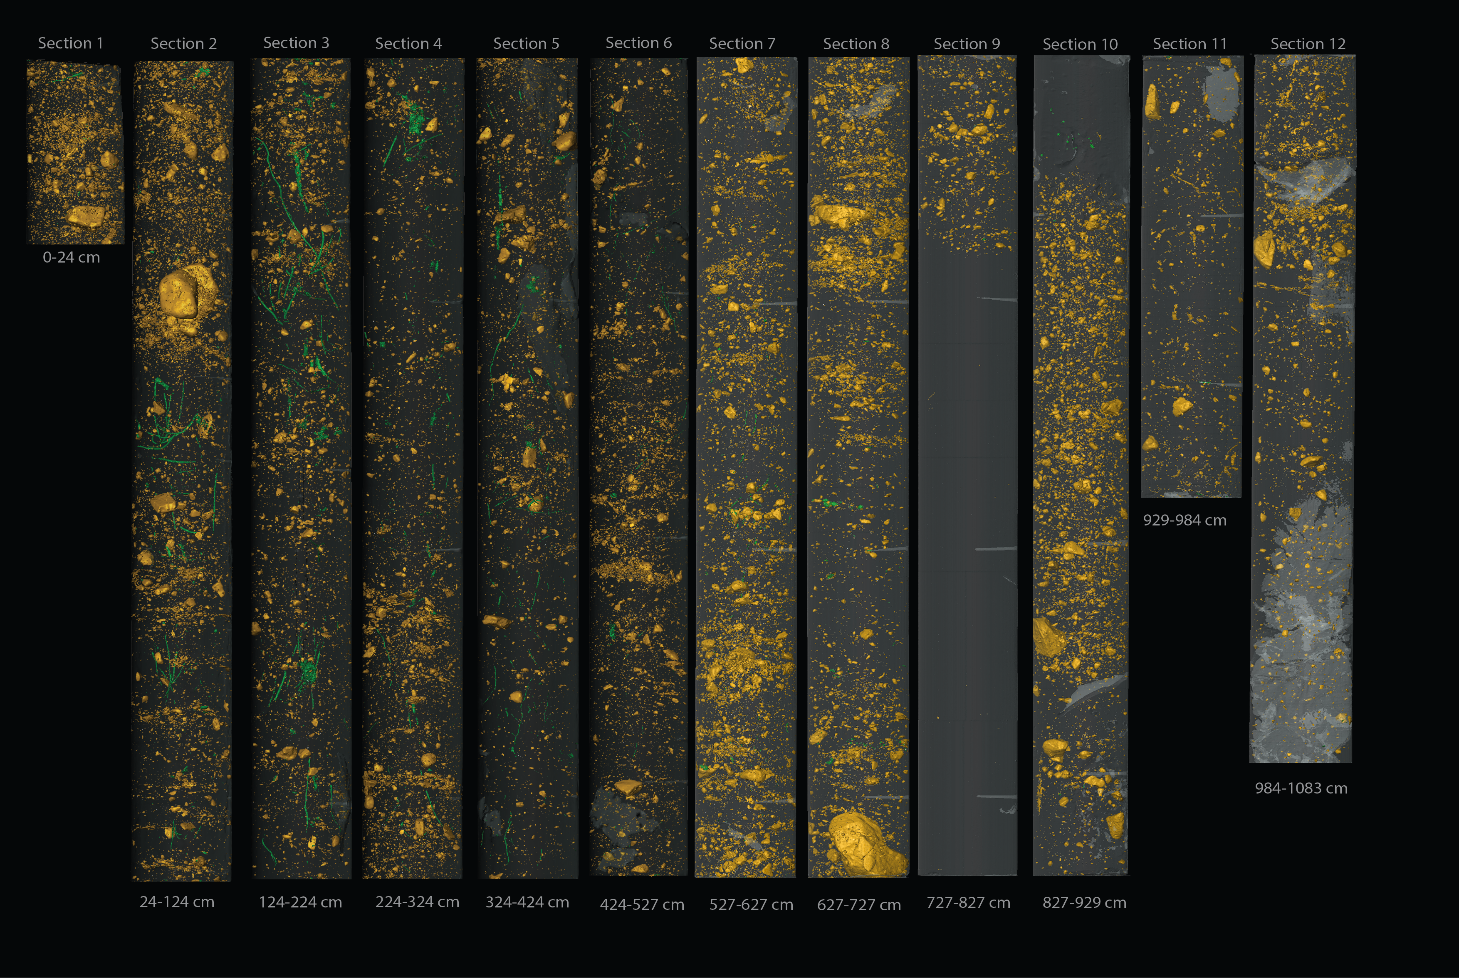 Section 1
Section 2
Section 3
Section 4
Section 5
Section 6
Section 7
Section 8
Section 9
Section 10
Section 11
Section 12
0-24 cm
929-984 cm
984-1083 cm
24-124 cm
124-224 cm
224-324 cm
324-424 cm
424-527 cm
527-627 cm
627-727 cm
727-827 cm
827-929 cm